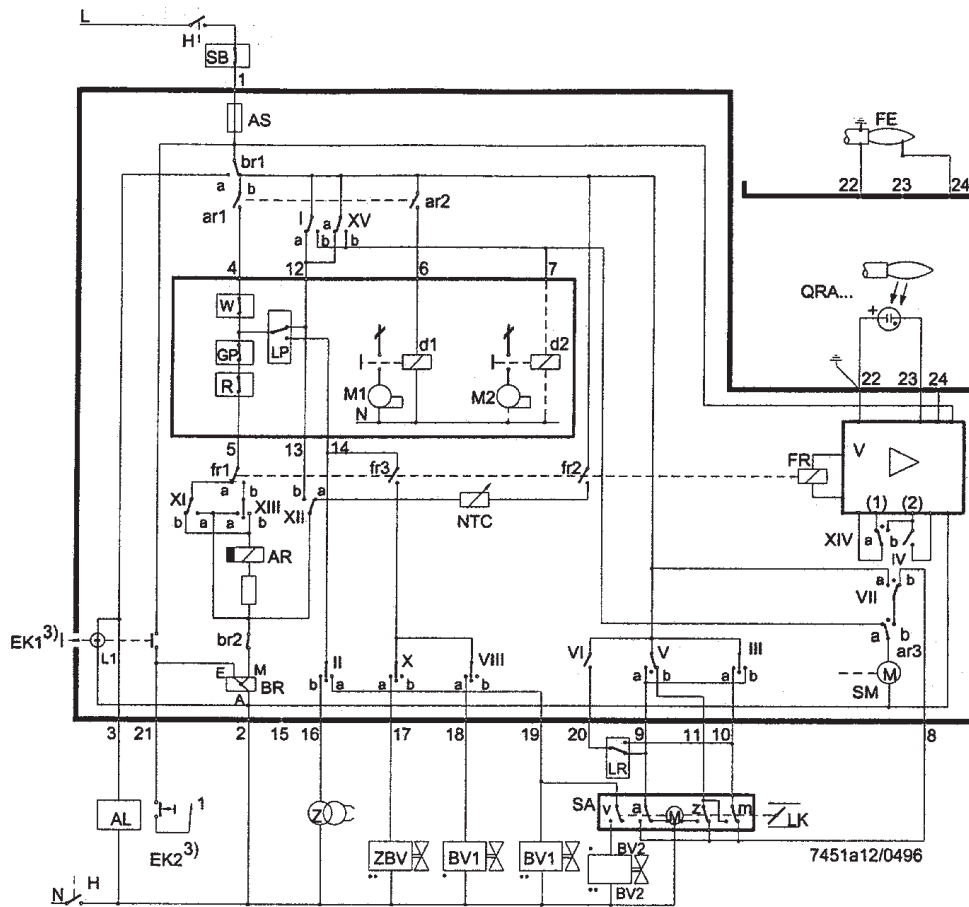 L
H
SB
1
AS
FE
22 23 24
br1
a b
ar1
ar2
I a XV
a b b
4 12 6 7
QRA...
+
W
GP
LP
R
d1
d2
M1
M2
N
22 23 24
V
5 13 14
fr1
fr3
fr2
FR
a b
b a
XI
XIII
XII
b a a b
NTC
(1) (2)
XIV a b
IV
AR
a b
VII
EK1 3)
L1
br2
a b
ar3
E M
BR
A
II
X
VIII
VI
V
III
b a
a b
a b
a b
a b
M
SM
3 21 2 15 16 17 18 19 20 9 11 10 8
LR
AL
1
EK2 3)
Z
SA
v a M z m
LK
ZBV
BV1
BV1
BV2
BV2
7451a12/0496
N H